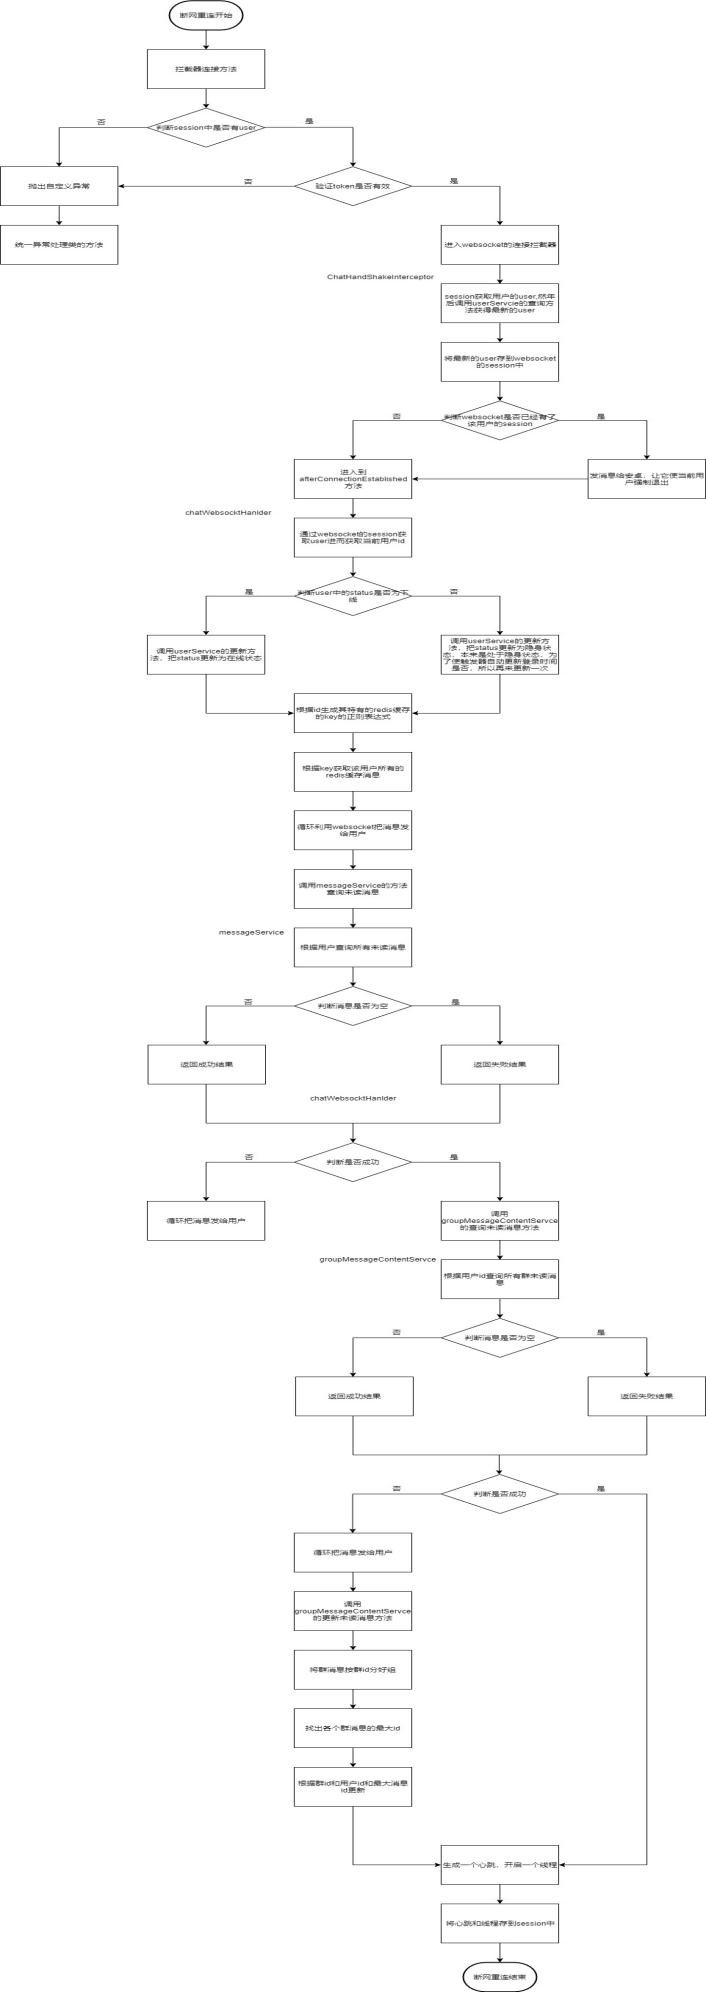 断网重连开始
拦截器连接方法
判断session中是否有user
否
是
抛出自定义异常
否
验证token是否有效
是
统一异常处理类的方法
进入websocket的连接拦截器
ChatHandShakeInterceptor
session获取用户的user,然年
后调用userServcie的查询方
法获得最新的user
将最新的user存到websocket
的session中
否
判断websocket是否已经有了
该用户的session
是
进入到
afterConnectionEstablished
方法
发消息给安桌，让它使当前用
户强制退出
chatWebsocktHanlder
通过websocket的session获
取user进而获取当前用户id
是
判断user中的status是否为下
线
否
调用userService的更新方
法，把status更新为在线状态
调用userService的更新方
法，把status更新为隐身状
态，本来是处于隐身状态，为
了使触发器自动更新登录时间
是否，所以再来更新一次
根据id生成其特有的redis缓存
的key的正则表达式
根据key获取该用户所有的
redis缓存消息
循环利用websocket把消息发
给用户
调用messageService的方法
查询未读消息
messageService
根据用户查询所有未读消息
否
判断消息是否为空
是
返回成功结果
返回失败结果
chatWebsocktHanlder
否
判断是否成功
是
循环把消息发给用户
调用
groupMessageContentServce
的查询未读消息方法
groupMessageContentServce
根据用户id查询所有群未读消
息
否
判断消息是否为空
是
返回成功结果
返回失败结果
否
判断是否成功
是
循环把消息发给用户
调用
groupMessageContentServce
的更新未读消息方法
将群消息按群id分好组
找出各个群消息的最大id
根据群id和用户id和最大消息
id更新
生成一个心跳、开启一个线程
将心跳和线程存到session中
断网重连结束